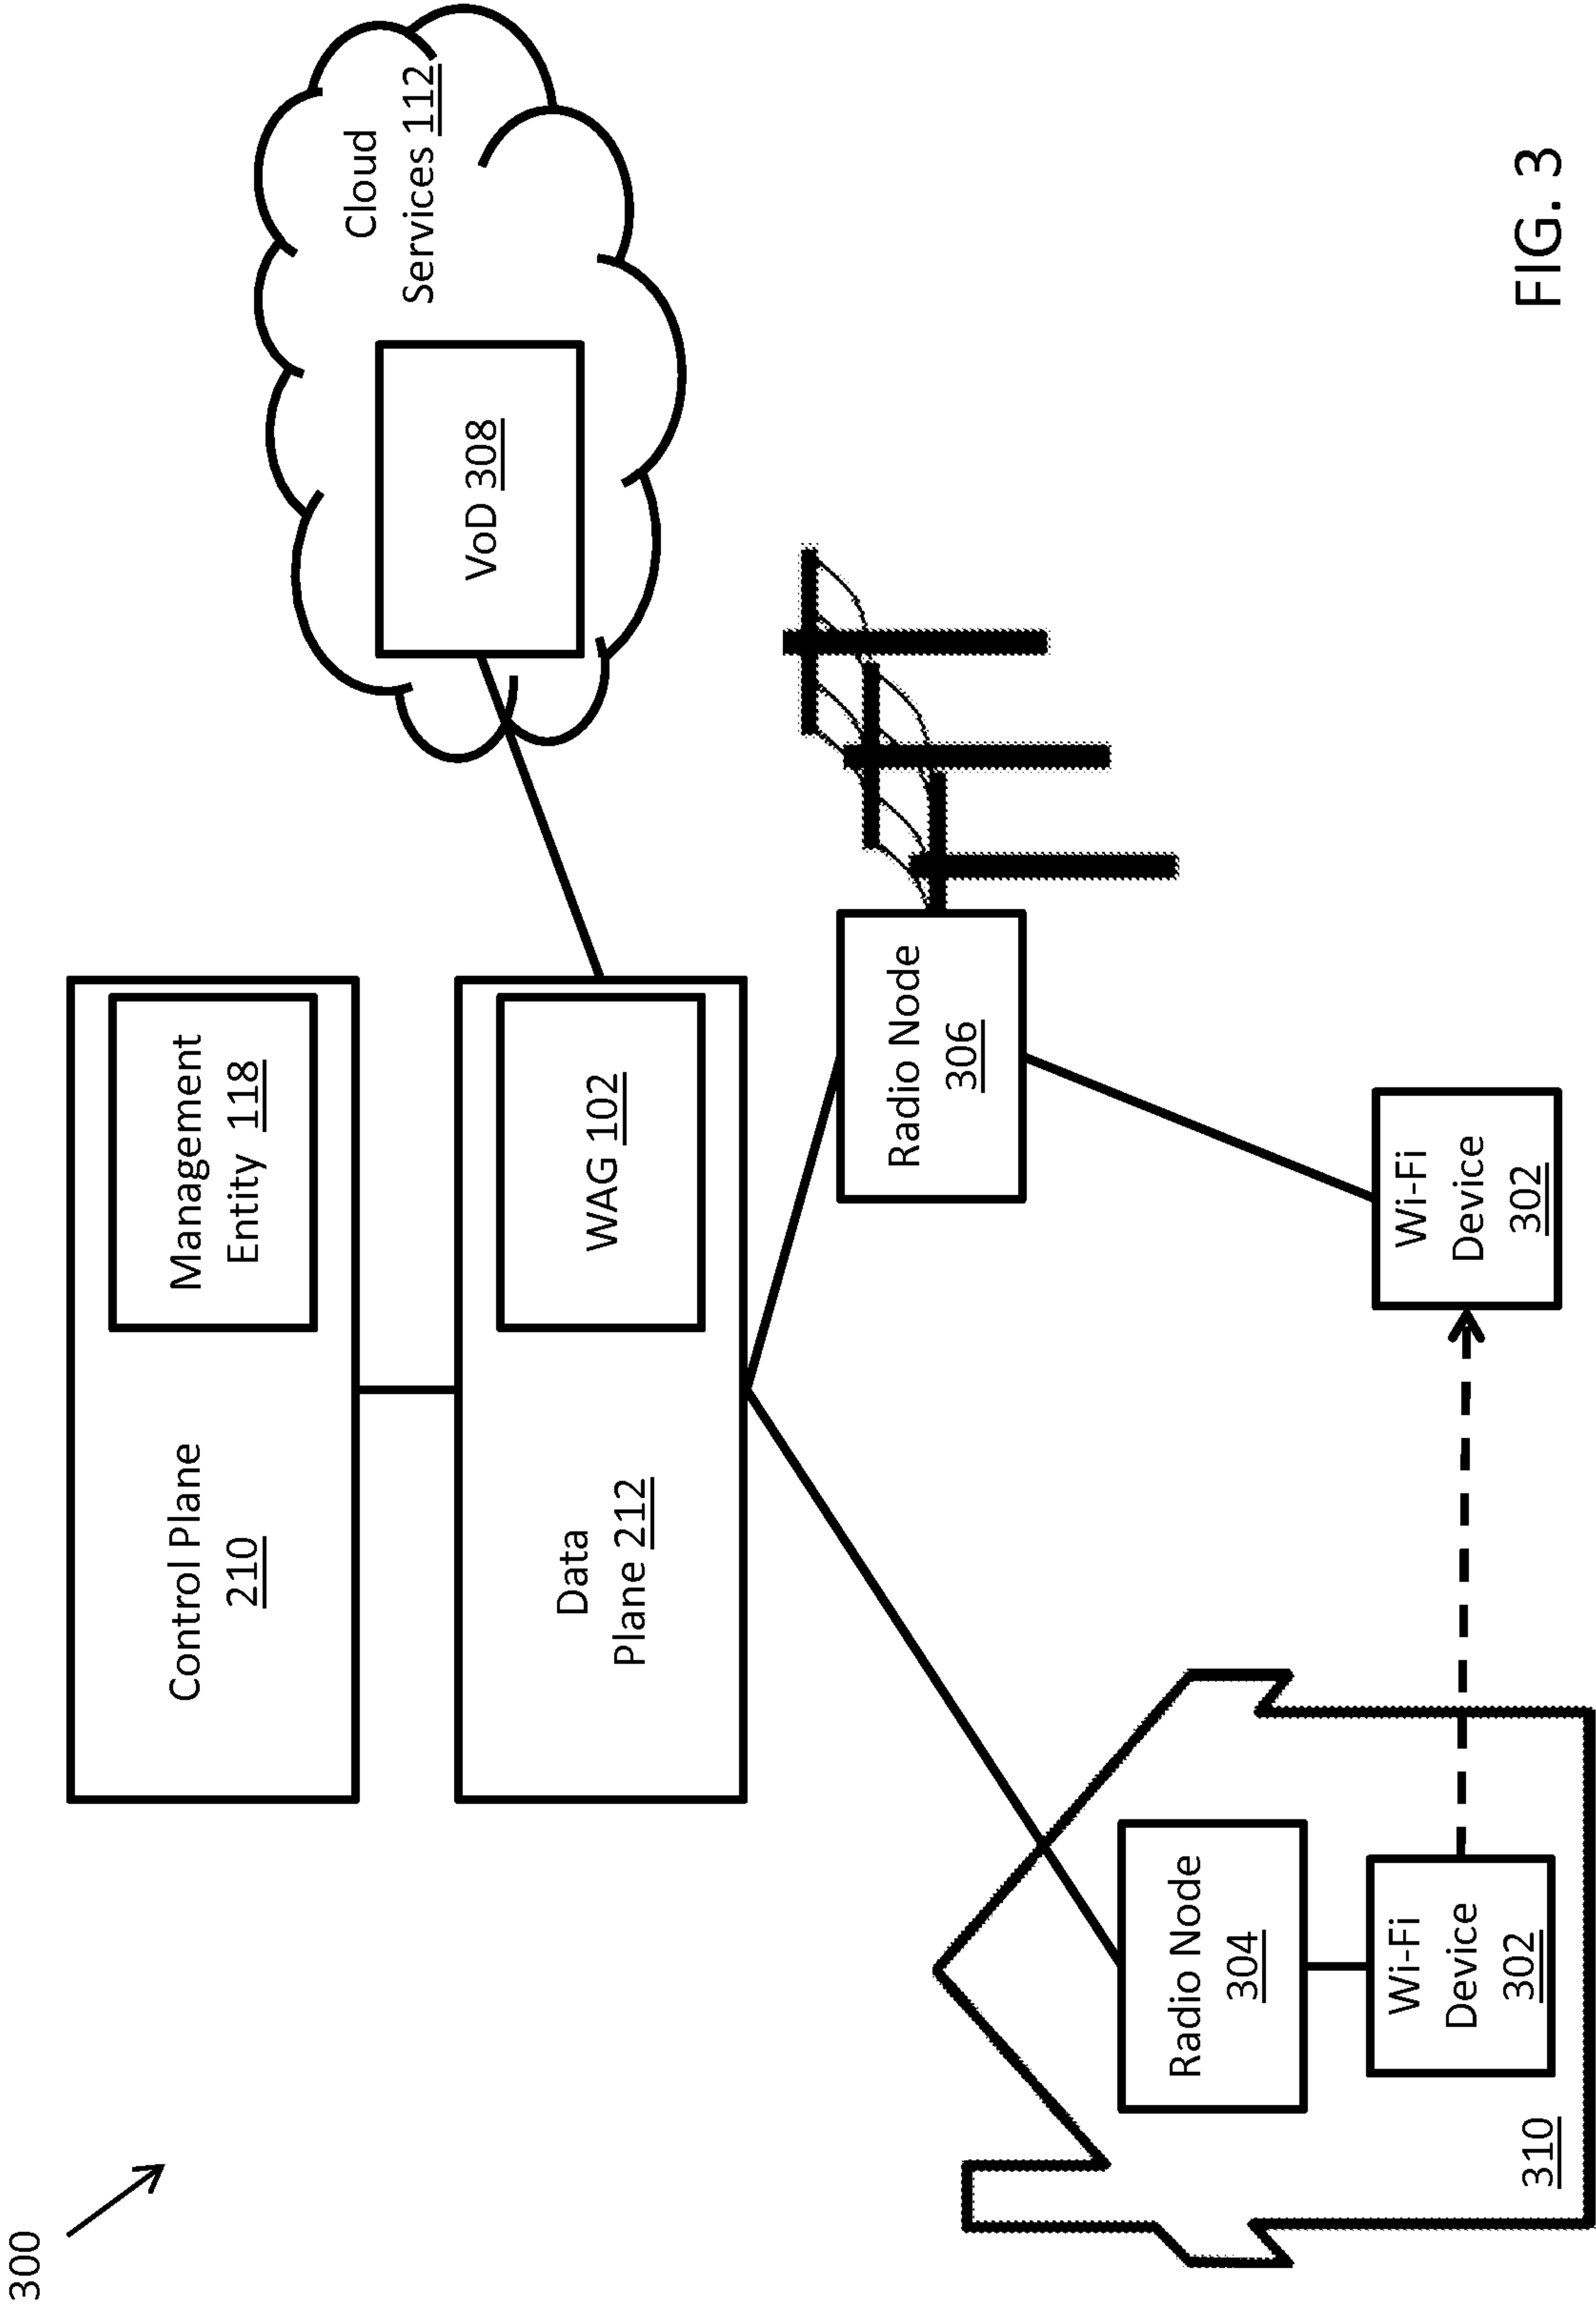 300
Control Plane
210
Management
Entity 118
Data
Plane 212
WAG 102
Cloud
Services 112
VoD 308
Radio Node
306
Radio Node
304
Wi-Fi
Device
302
310
Wi-Fi
Device
302
FIG. 3